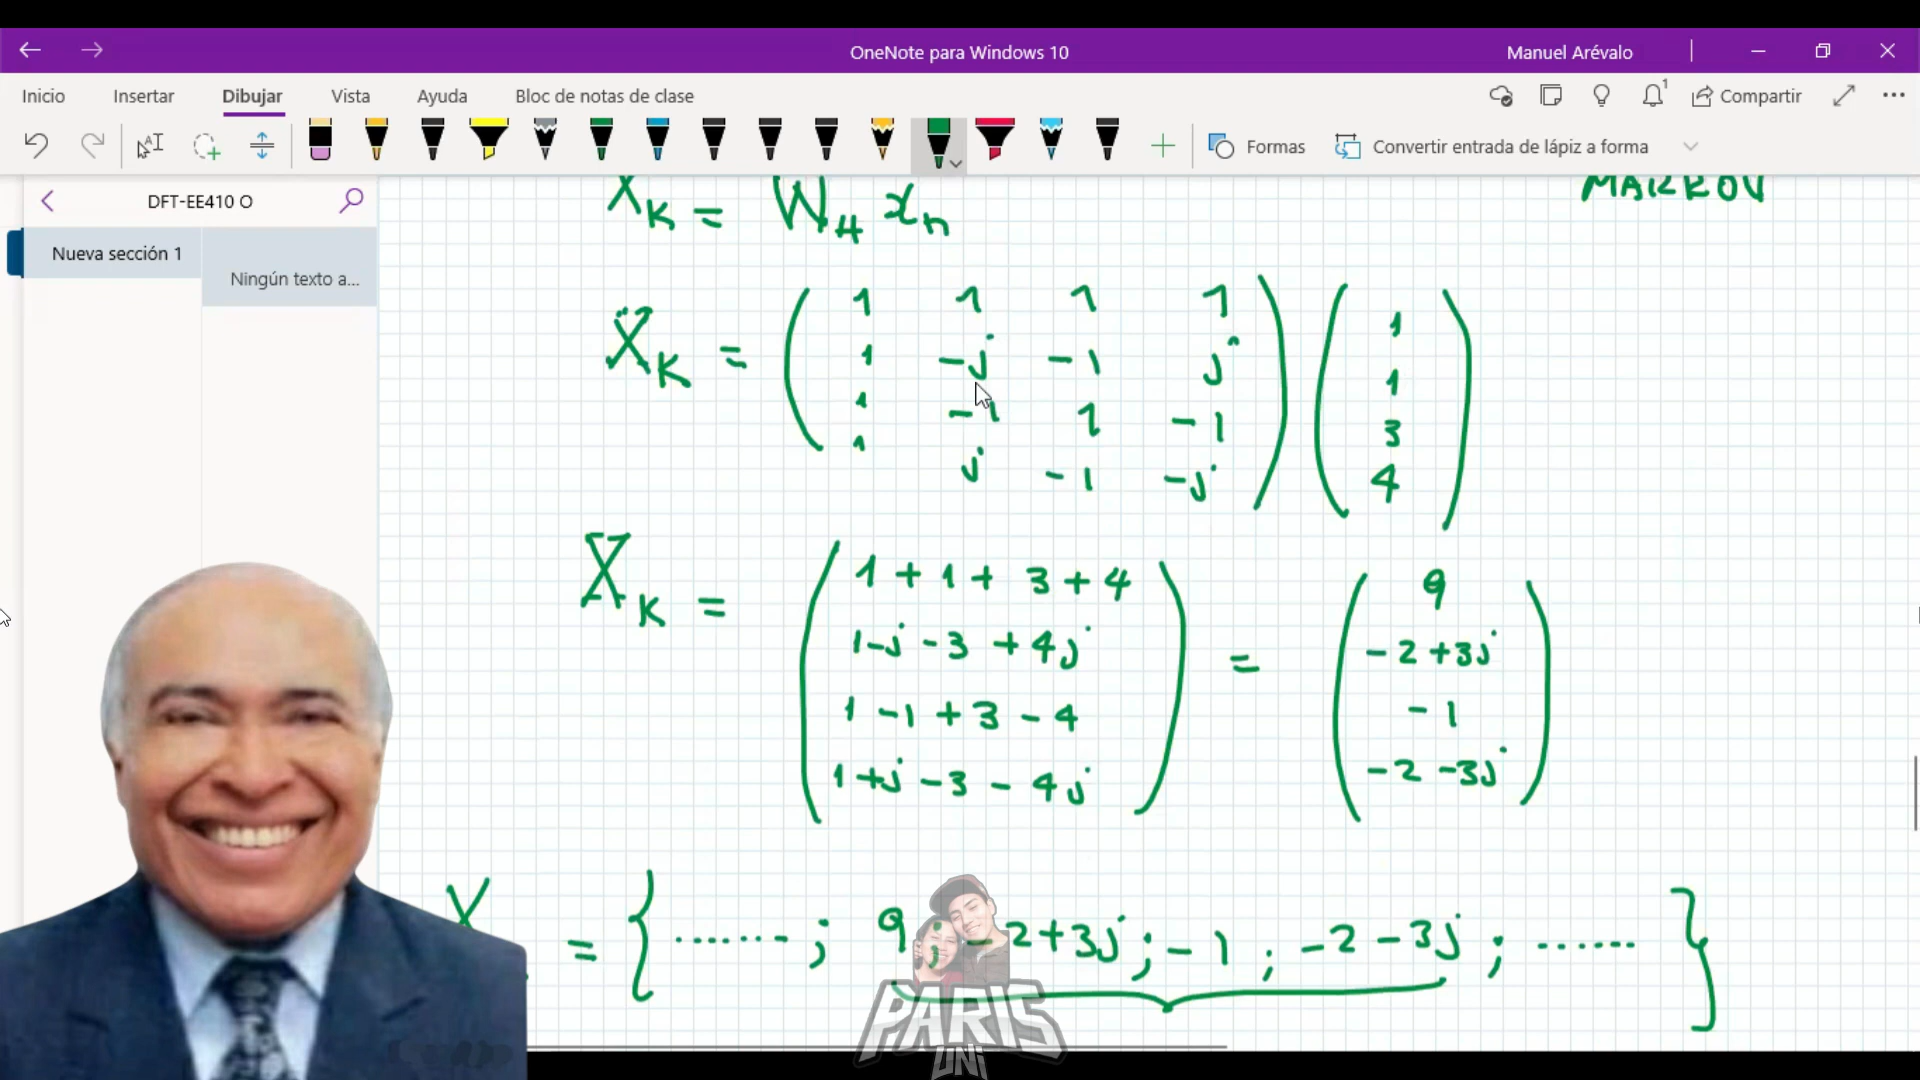 OneNote para Windows 10
Manuel Arévalo
Inicio Insertar Dibujar Vista Ayuda Bloc de notas de clase
1 Compartir
Formas Convertir entrada de lápiz a forma
DFT-EE410 O
Nueva sección 1
Ningún texto a...
MARKOV
X_K = W_H x_n
X_K = ( 1 1 1 1 ) ( 1 )
1 -j -1 j 1
1 -1 1 -1 3
1 j -1 -j 4
X_K = ( 1 + 1 + 3 + 4 ) = ( 9 )
1 - j - 3 + 4j -2 + 3j
1 - 1 + 3 - 4 -1
1 + j - 3 - 4j -2 - 3j
X = { ........ ; 9 ; -2+3j ; -1 ; -2 -3j ; ...... }
PARIS
UNI